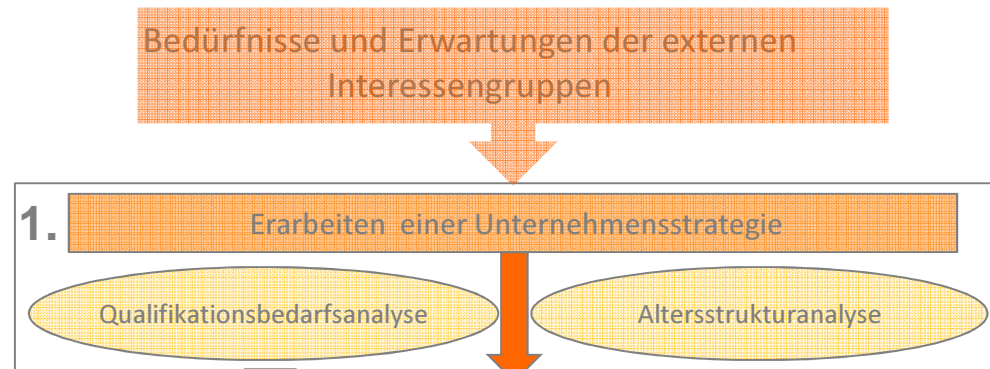 Bedürfnisse und Erwartungen der externen
Interessengruppen
1.
Erarbeiten einer Unternehmensstrategie
Qualifikationsbedarfsanalyse
Altersstrukturanalyse